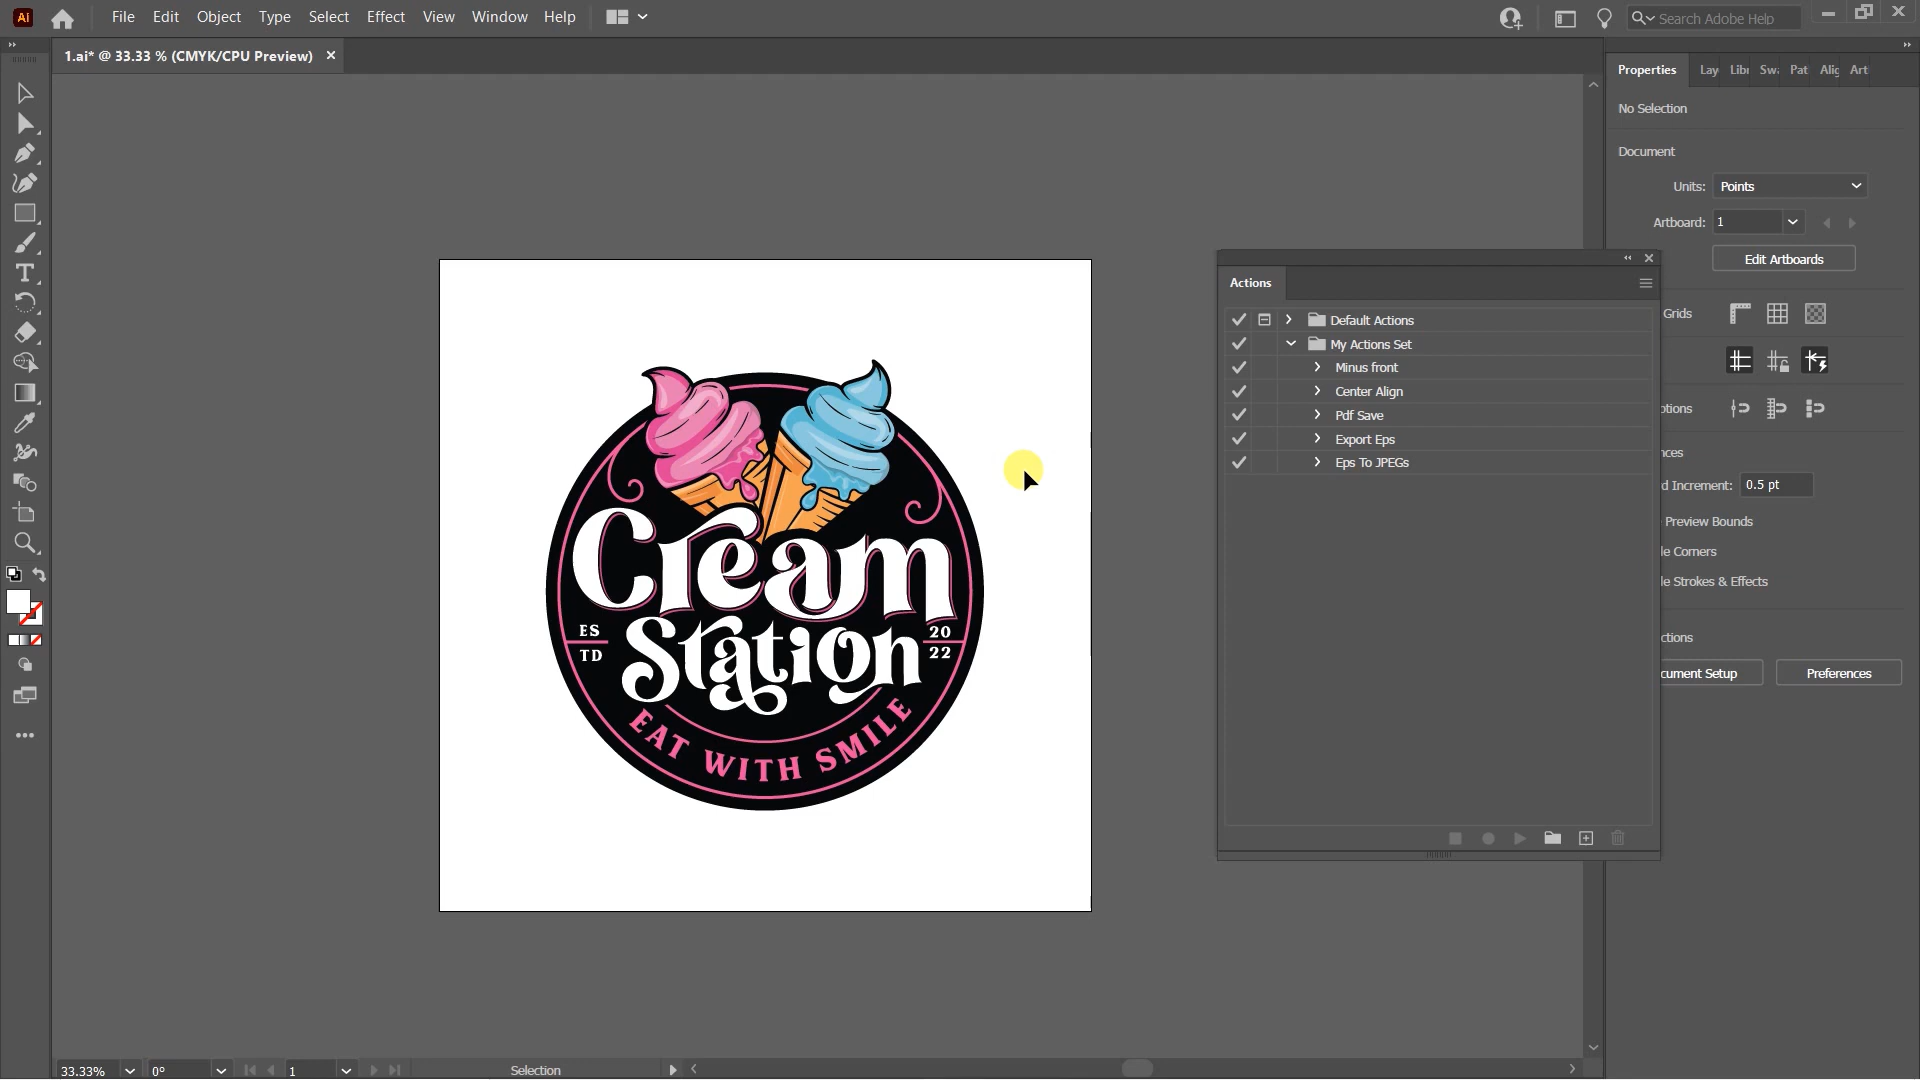 Ai File Edit Object Type Select Effect View Window Help Search Adobe Help
1.ai* @ 33.33 % (CMYK/CPU Preview)
Properties Lay Libr Swa Pat Alig Art
No Selection
Document
Units: Points
Artboard: 1
Edit Artboards
Grids
Actions
Default Actions
My Actions Set
Minus front
Center Align
Pdf Save
Export Eps
Eps To JPEGs
ptions
nces
d Increment: 0.5 pt
Preview Bounds
le Corners
le Strokes & Effects
ctions
cument Setup Preferences
Cream
Station
ES
TD
20
22
EAT WITH SMILE
33.33% 0° 1 Selection